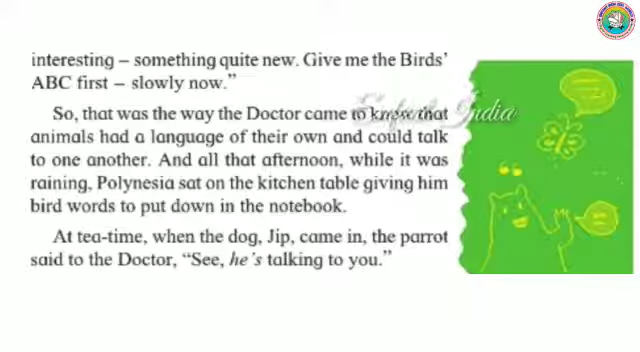 interesting – something quite new. Give me the Birds'
ABC first – slowly now."
So, that was the way the Doctor came to know that
animals had a language of their own and could talk
to one another. And all that afternoon, while it was
raining, Polynesia sat on the kitchen table giving him
bird words to put down in the notebook.
At tea-time, when the dog, Jip, came in, the parrot
said to the Doctor, "See, he's talking to you."
India